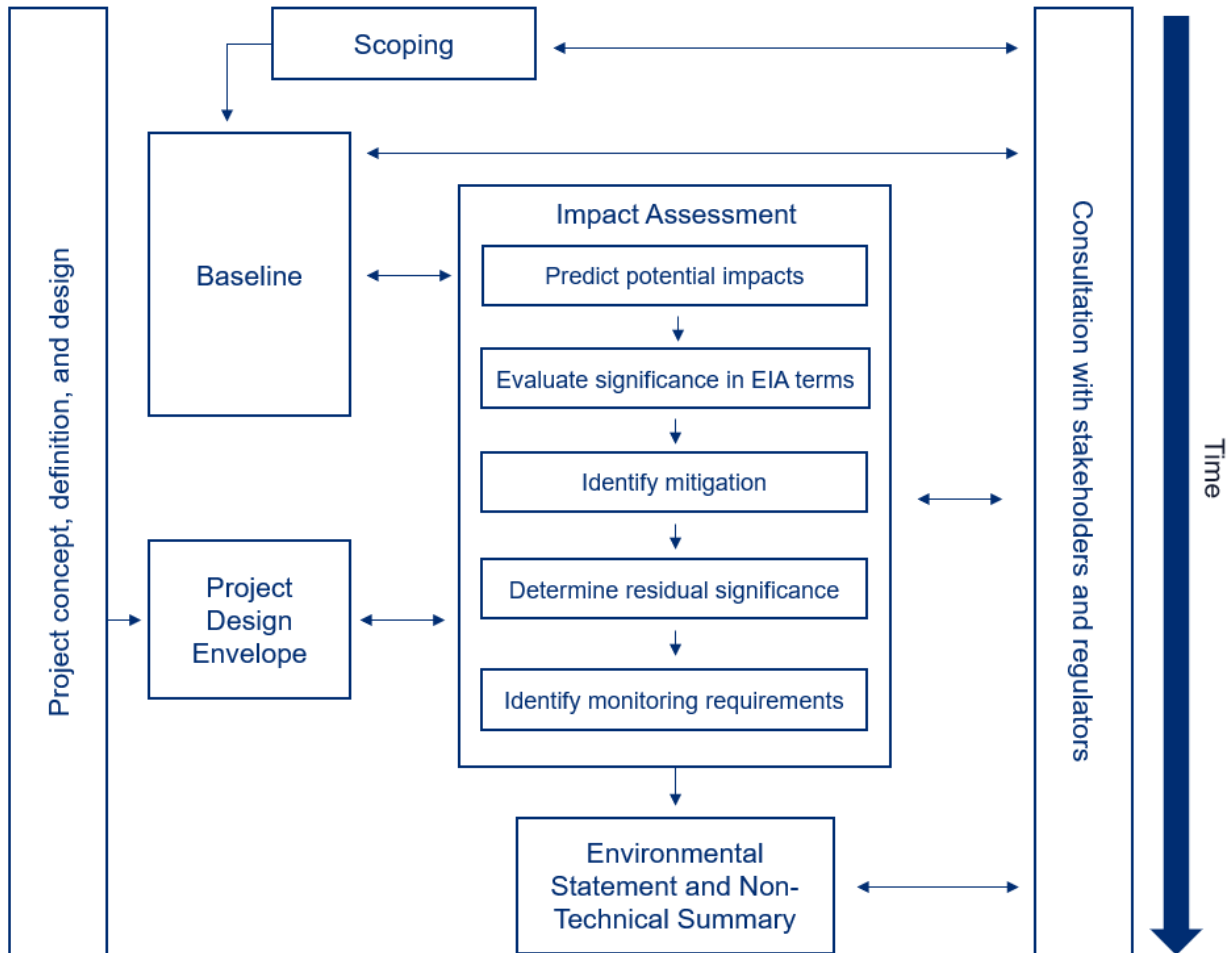 Scoping
Project concept, definition, and design
Baseline
Impact Assessment
Predict potential impacts
Evaluate significance in EIA terms
Identify mitigation
Determine residual significance
Identify monitoring requirements
Project
Design
Envelope
Environmental
Statement and Non-
Technical Summary
Consultation with stakeholders and regulators
Time